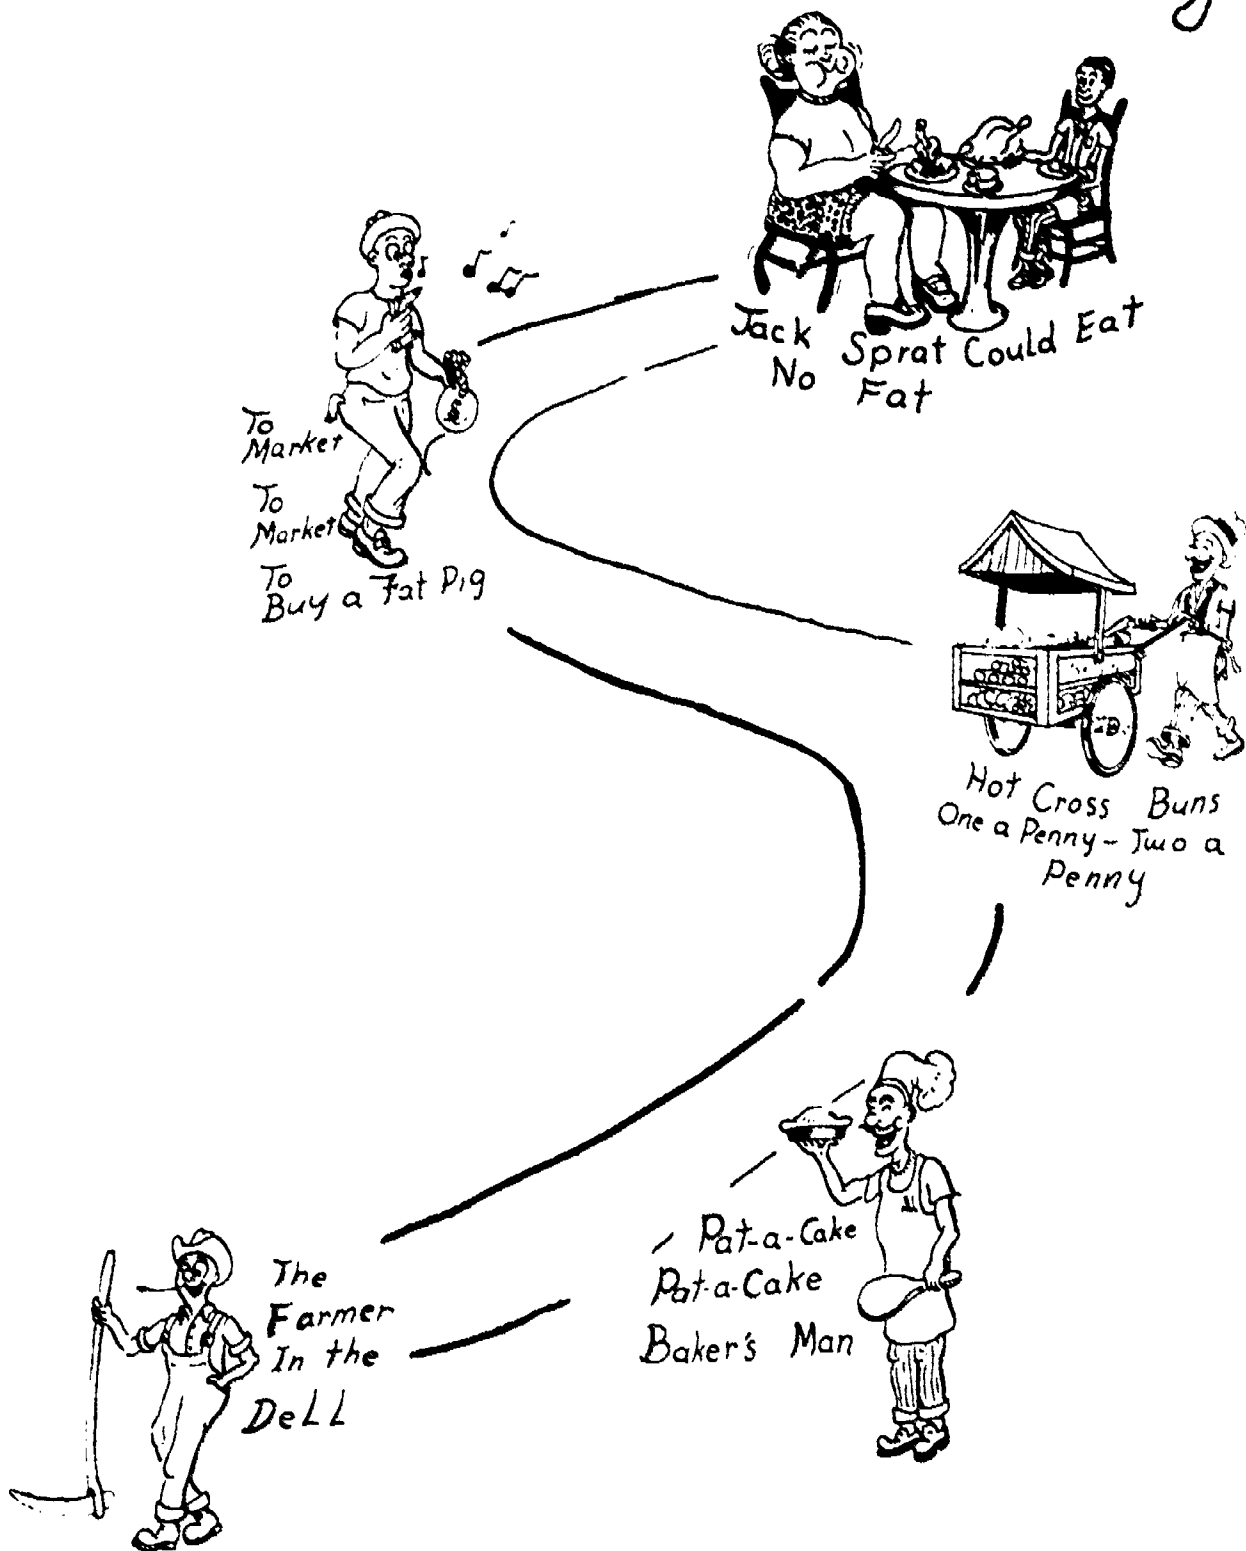 Jack Sprat Could Eat
No Fat
To
Market
To
Market
To
Buy a Fat Pig
Hot Cross Buns
One a Penny - Two a
Penny
Pat-a-Cake
Pat-a-Cake
Baker's Man
The
Farmer
In the
DeLL